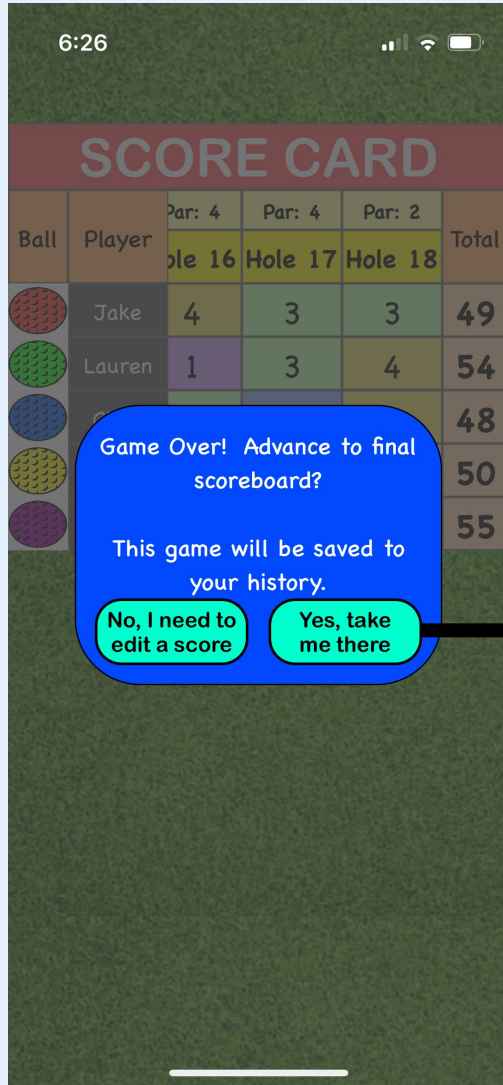 6:26
SCORE CARD
Ball Player Par: 4 Par: 4 Par: 2 Total
16 Hole 17 Hole 18
Jake 4 3 3 49
Lauren 1 3 4 54
48
50
55
Game Over! Advance to final
scoreboard?
This game will be saved to
your history.
No, I need to
edit a score
Yes, take
me there